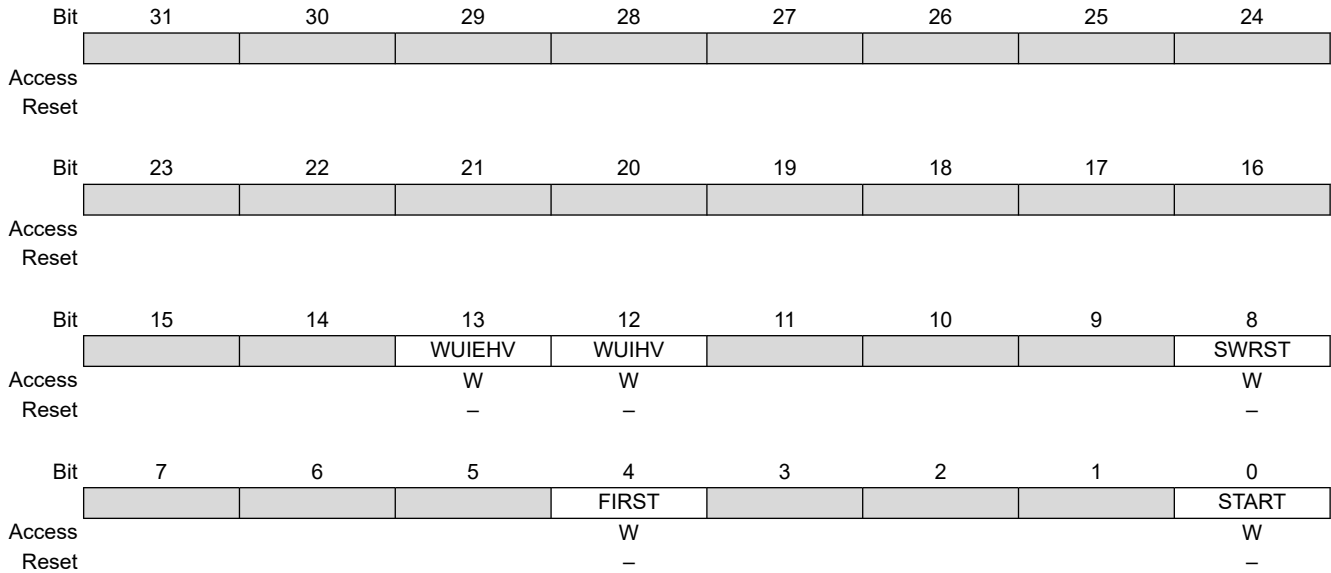 Bit 31 30 29 28 27 26 25 24
Access
Reset
Bit 23 22 21 20 19 18 17 16
Access
Reset
Bit 15 14 13 12 11 10 9 8
WUIEHV WUIHV SWRST
Access W W W
Reset – – –
Bit 7 6 5 4 3 2 1 0
FIRST START
Access W W
Reset – –